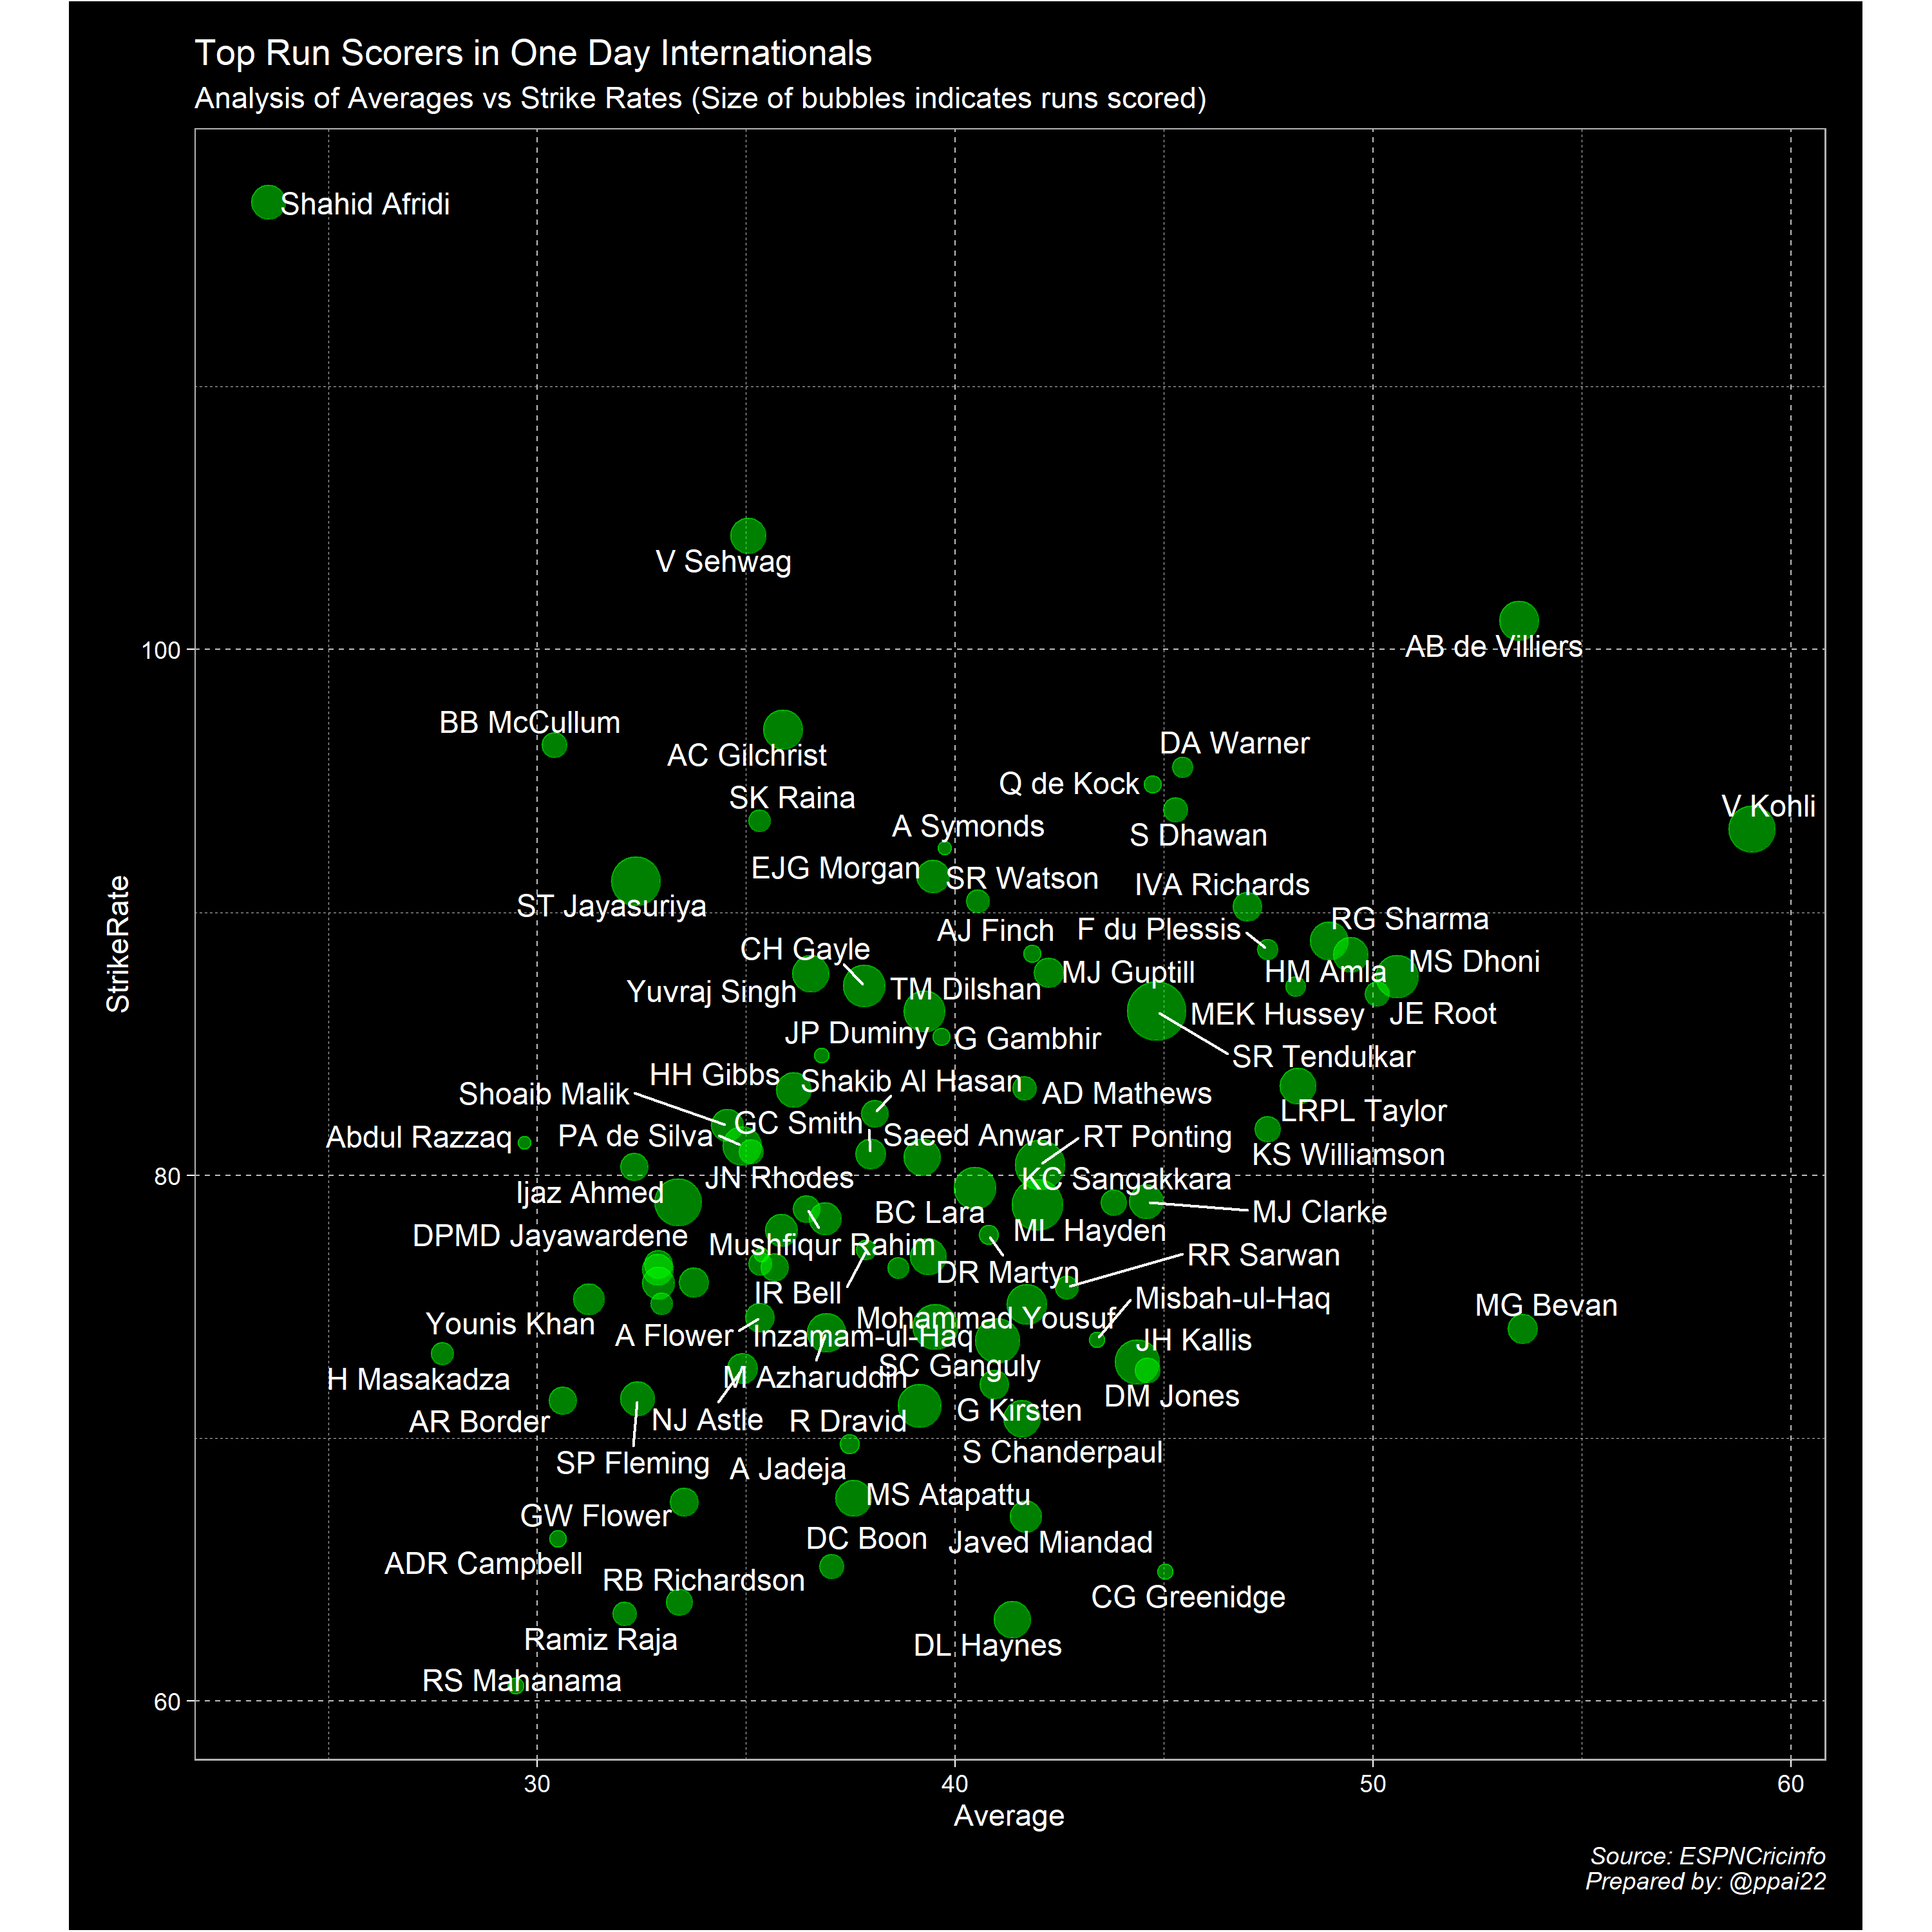 Top Run Scorers in One Day Internationals
Analysis of Averages vs Strike Rates (Size of bubbles indicates runs scored)
Shahid Afridi
V Sehwag
AB de Villiers
100
BB McCullum
AC Gilchrist
DA Warner
Q de Kock
SK Raina
V Kohli
A Symonds
S Dhawan
EJG Morgan
SR Watson
IVA Richards
ST Jayasuriya
RG Sharma
AJ Finch
F du Plessis
CH Gayle
MS Dhoni
HM Amla
MJ Guptill
Yuvraj Singh
TM Dilshan
MEK Hussey
JE Root
StrikeRate
JP Duminy
G Gambhir
SR Tendulkar
HH Gibbs
Shakib Al Hasan
Shoaib Malik
AD Mathews
LRPL Taylor
GC Smith
Abdul Razzaq
PA de Silva
Saeed Anwar
RT Ponting
KS Williamson
80
JN Rhodes
KC Sangakkara
Ijaz Ahmed
BC Lara
MJ Clarke
ML Hayden
DPMD Jayawardene
Mushfiqur Rahim
RR Sarwan
DR Martyn
IR Bell
Misbah-ul-Haq
MG Bevan
Younis Khan
Mohammad Yousuf
A Flower
Inzamam-ul-Haq
JH Kallis
SC Ganguly
H Masakadza
M Azharuddin
DM Jones
AR Border
NJ Astle
R Dravid
G Kirsten
SP Fleming
A Jadeja
S Chanderpaul
MS Atapattu
GW Flower
DC Boon
Javed Miandad
ADR Campbell
RB Richardson
CG Greenidge
Ramiz Raja
DL Haynes
RS Mahanama
60
30
40
50
60
Average
Source: ESPNCricinfo
Prepared by: @ppai22